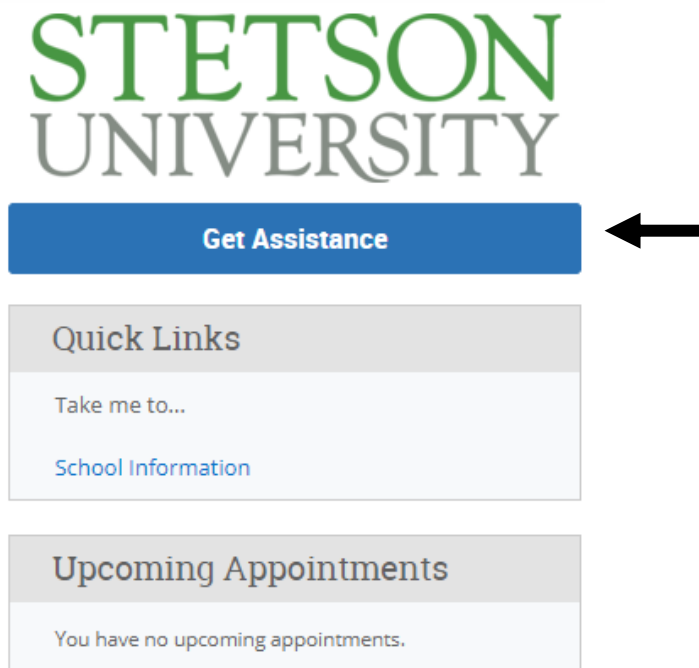 STETSON
UNIVERSITY
Get Assistance
Quick Links
Take me to...
School Information
Upcoming Appointments
You have no upcoming appointments.